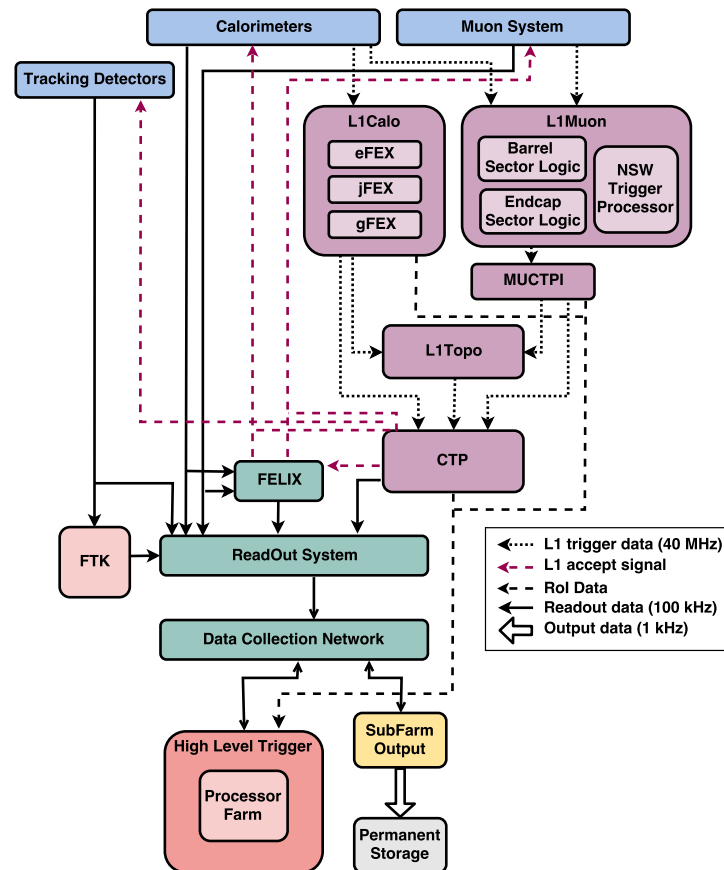 Calorimeters
Muon System
Tracking Detectors
L1Calo
eFEX
jFEX
gFEX
L1Muon
Barrel
Sector Logic
Endcap
Sector Logic
NSW
Trigger
Processor
MUCTPI
L1Topo
CTP
FELIX
FTK
ReadOut System
Data Collection Network
L1 trigger data (40 MHz)
L1 accept signal
RoI Data
Readout data (100 kHz)
Output data (1 kHz)
High Level Trigger
Processor
Farm
SubFarm
Output
Permanent
Storage